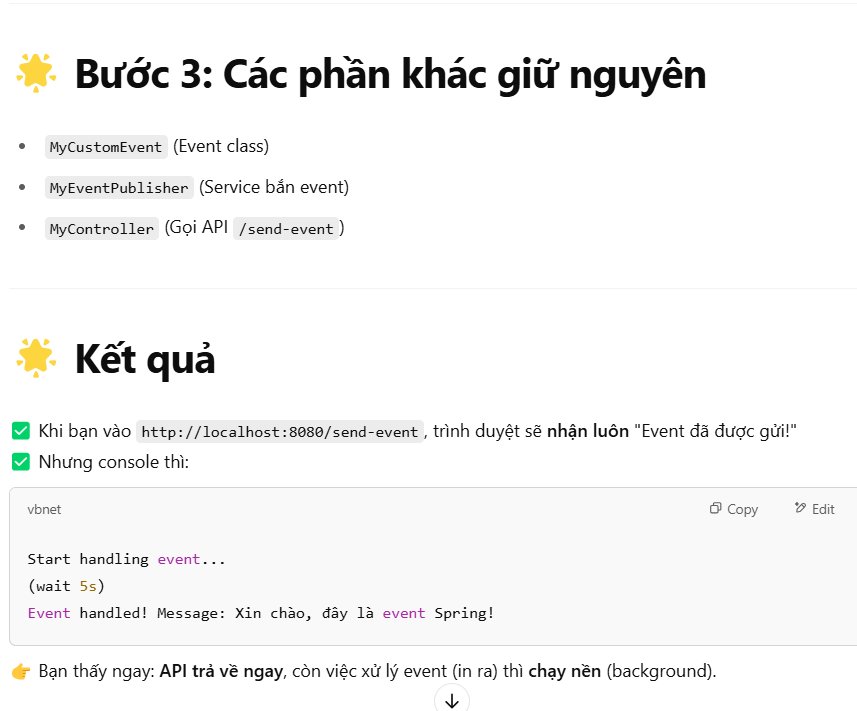 🌟 Bước 3: Các phần khác giữ nguyên
• MyCustomEvent (Event class)
• MyEventPublisher (Service bắn event)
• MyController (Gọi API /send-event)
🌟 Kết quả
✅ Khi bạn vào http://localhost:8080/send-event, trình duyệt sẽ nhận luôn "Event đã được gửi!"
✅ Nhưng console thì:
vbnet Copy Edit
Start handling event...
(wait 5s)
Event handled! Message: Xin chào, đây là event Spring!
👉 Bạn thấy ngay: API trả về ngay, còn việc xử lý event (in ra) thì chạy nền (background).